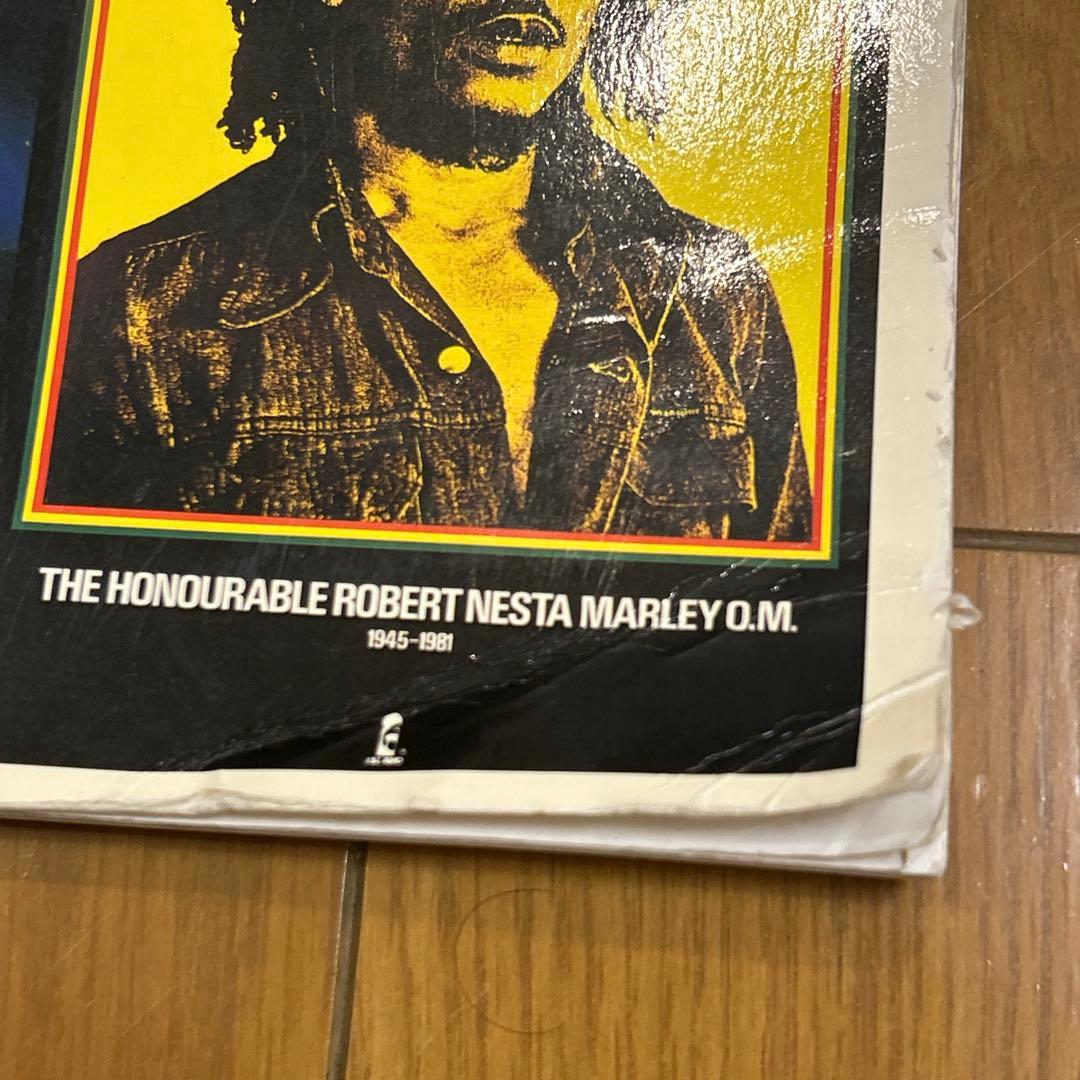 THE HONOURABLE ROBERT NESTA MARLEY O.M.
1945-1981